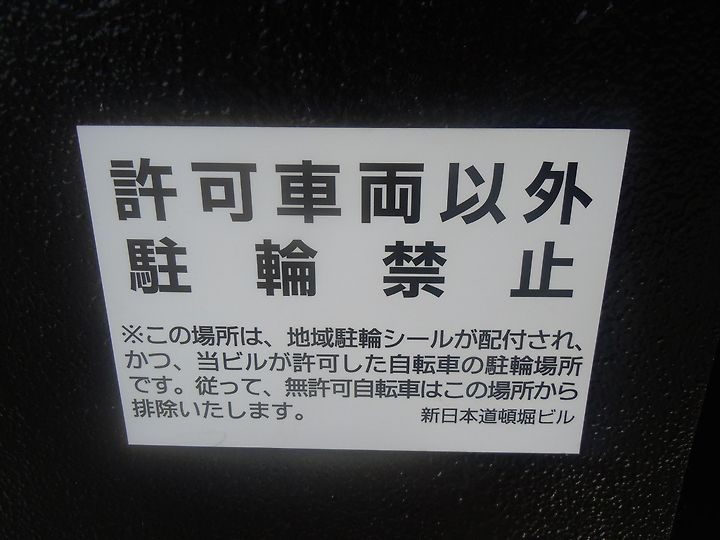 許可車両以外
駐輪禁止
※この場所は、地域駐輪シールが配付され、
かつ、当ビルが許可した自転車の駐輪場所
です。従って、無許可自転車はこの場所から
排除いたします。 新日本道頓堀ビル